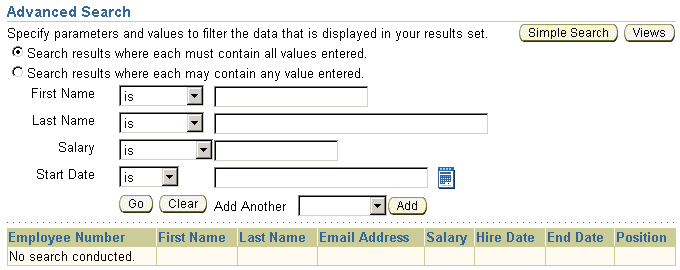 Advanced Search
Specify parameters and values to filter the data that is displayed in your results set. Simple Search Views
Search results where each must contain all values entered.
Search results where each may contain any value entered.
First Name is
Last Name is
Salary is
Start Date is
Go Clear Add Another Add
Employee Number First Name Last Name Email Address Salary Hire Date End Date Position
No search conducted.